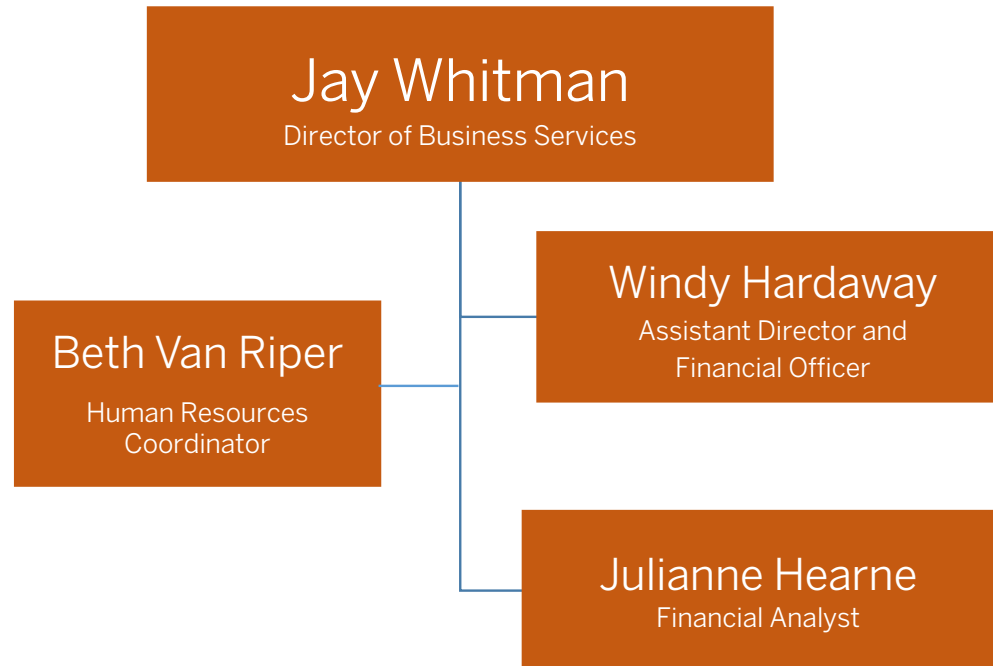 Jay Whitman
Director of Business Services
Windy Hardaway
Assistant Director and
Financial Officer
Beth Van Riper
Human Resources
Coordinator
Julianne Hearne
Financial Analyst